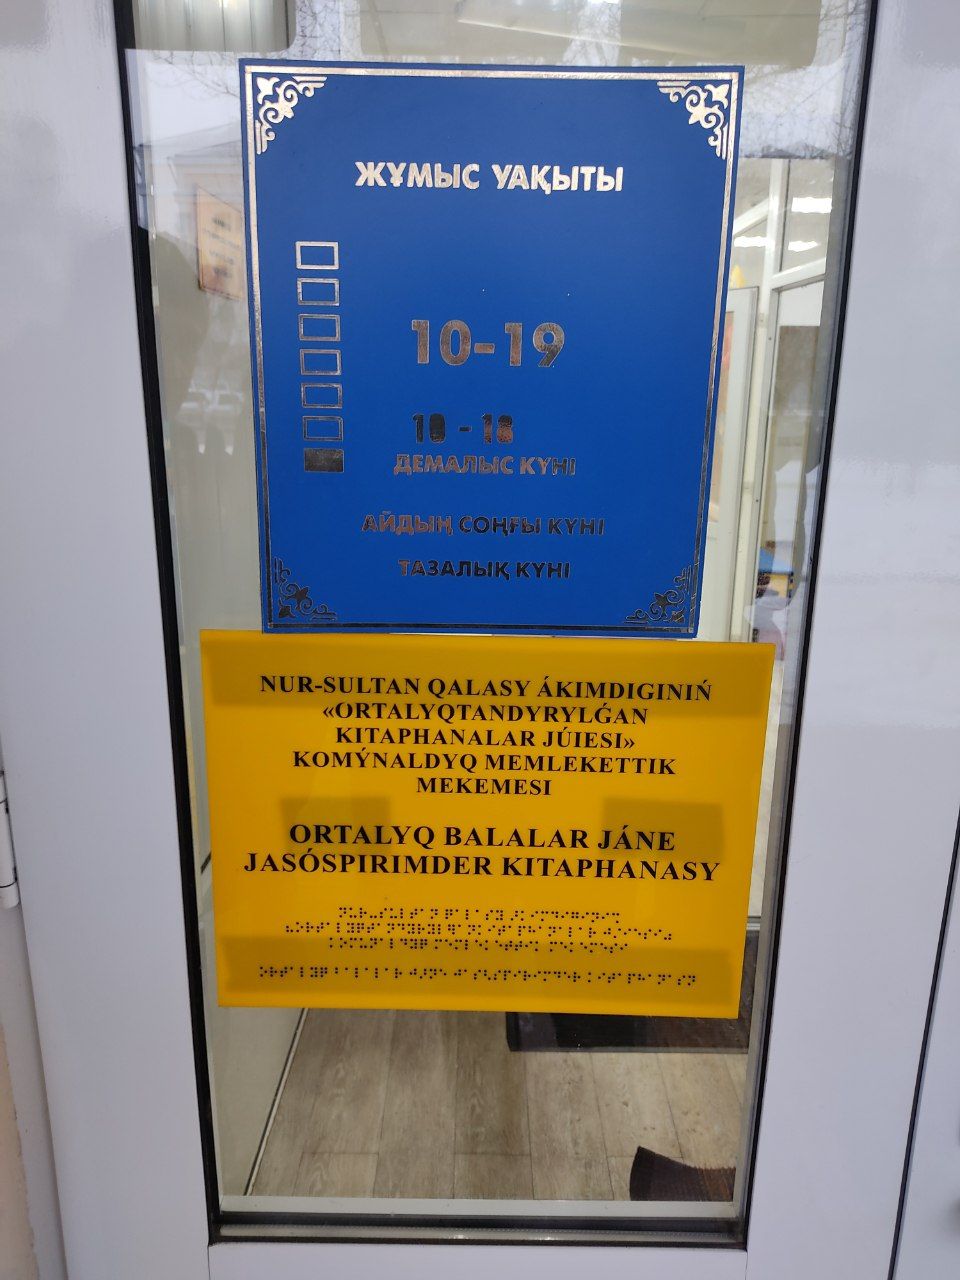 ЖҰМЫС УАҚЫТЫ
10-19
10 - 18
ДЕМАЛЫС КҮНІ
АЙДЫҢ СОҢҒЫ КҮНІ
ТАЗАЛЫҚ КҮНІ
NUR-SULTAN QALASY ÁKIMDIGINIŃ
«ORTALYQTANDYRYLǴAN
KITAPHANALAR JÚIESI»
KOMÝNALDYQ MEMLEKETTIK
MEKEMESI
ORTALYQ BALALAR JÁNE
JASÓSPIRIMDER KITAPHANASY